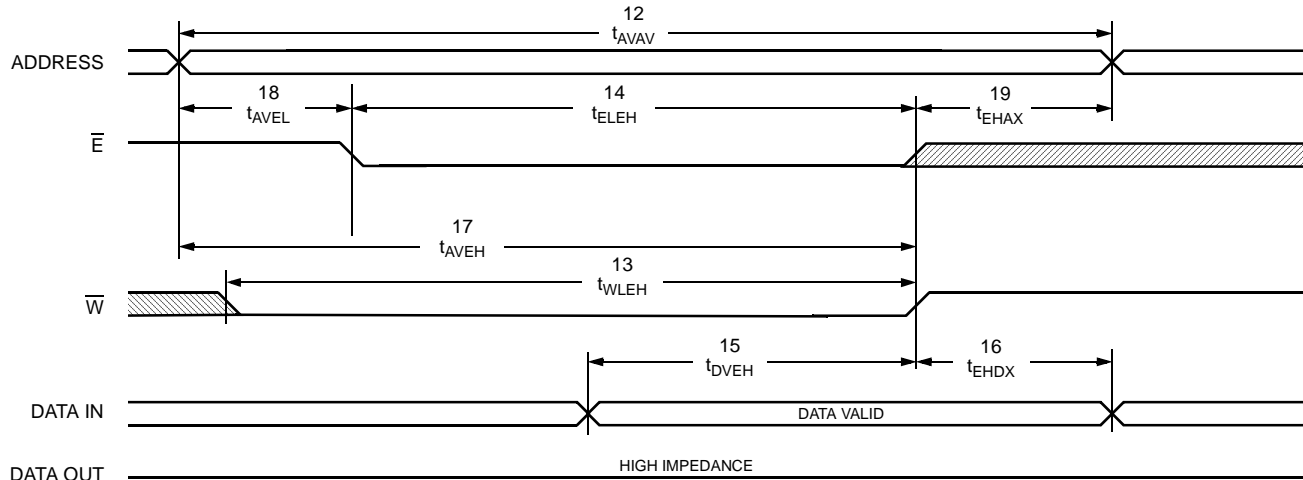 12
tAVAV
ADDRESS
18
tAVEL
14
tELEH
19
tEHAX
E
17
tAVEH
13
tWLEH
W
15
tDVEH
16
tEHDX
DATA IN
DATA VALID
DATA OUT
HIGH IMPEDANCE